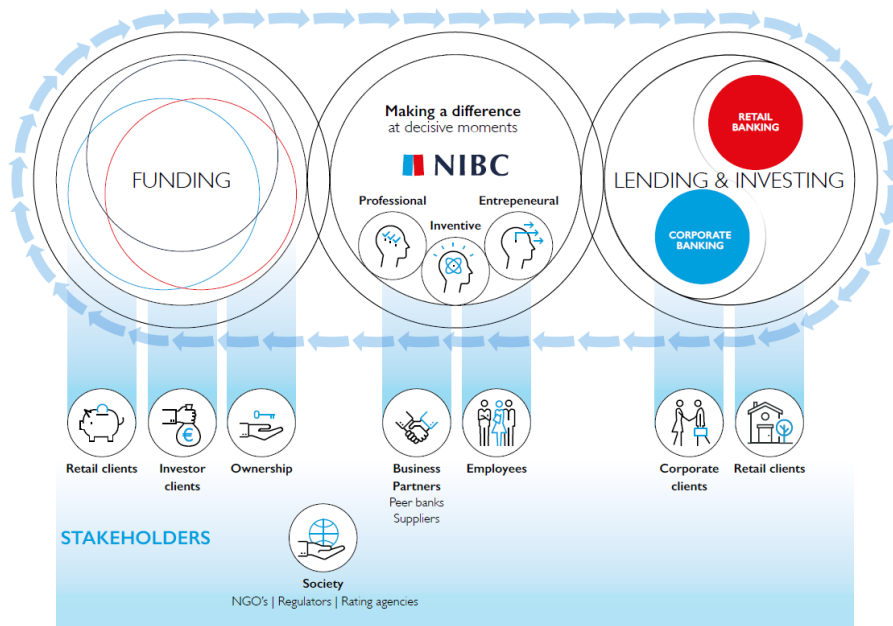 Making a difference
at decisive moments
NIBC
FUNDING
Professional
Inventive
Entrepeneural
RETAIL
BANKING
LENDING & INVESTING
CORPORATE
BANKING
€
Retail clients
Investor
clients
Ownership
Business
Partners
Peer banks
Suppliers
Employees
Corporate
clients
Retail clients
STAKEHOLDERS
Society
NGO's | Regulators | Rating agencies